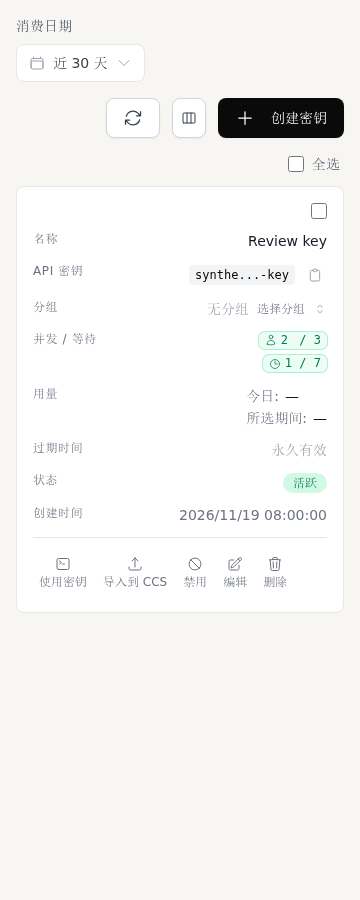 消费日期
近 30 天
创建密钥
全选
名称 Review key
API 密钥 synthe...-key
分组 无分组 选择分组
并发 / 等待 2 / 3
1 / 7
用量 今日: —
所选期间: —
过期时间 永久有效
状态 活跃
创建时间 2026/11/19 08:00:00
使用密钥 导入到 CCS 禁用 编辑 删除